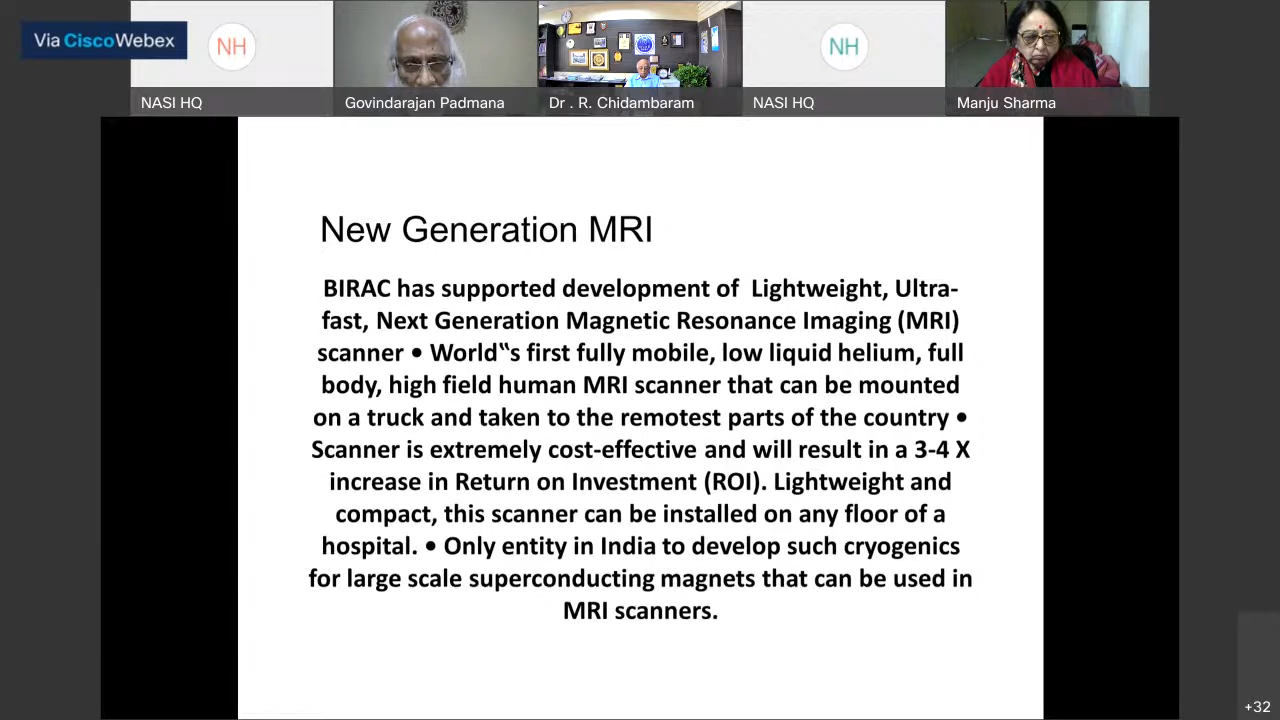 Via CiscoWebex
NH
NH
NASI HQ
Govindarajan Padmana
Dr . R. Chidambaram
NASI HQ
Manju Sharma
New Generation MRI
BIRAC has supported development of Lightweight, Ultra-
fast, Next Generation Magnetic Resonance Imaging (MRI)
scanner • World‟s first fully mobile, low liquid helium, full
body, high field human MRI scanner that can be mounted
on a truck and taken to the remotest parts of the country •
Scanner is extremely cost-effective and will result in a 3-4 X
increase in Return on Investment (ROI). Lightweight and
compact, this scanner can be installed on any floor of a
hospital. • Only entity in India to develop such cryogenics
for large scale superconducting magnets that can be used in
MRI scanners.
+32